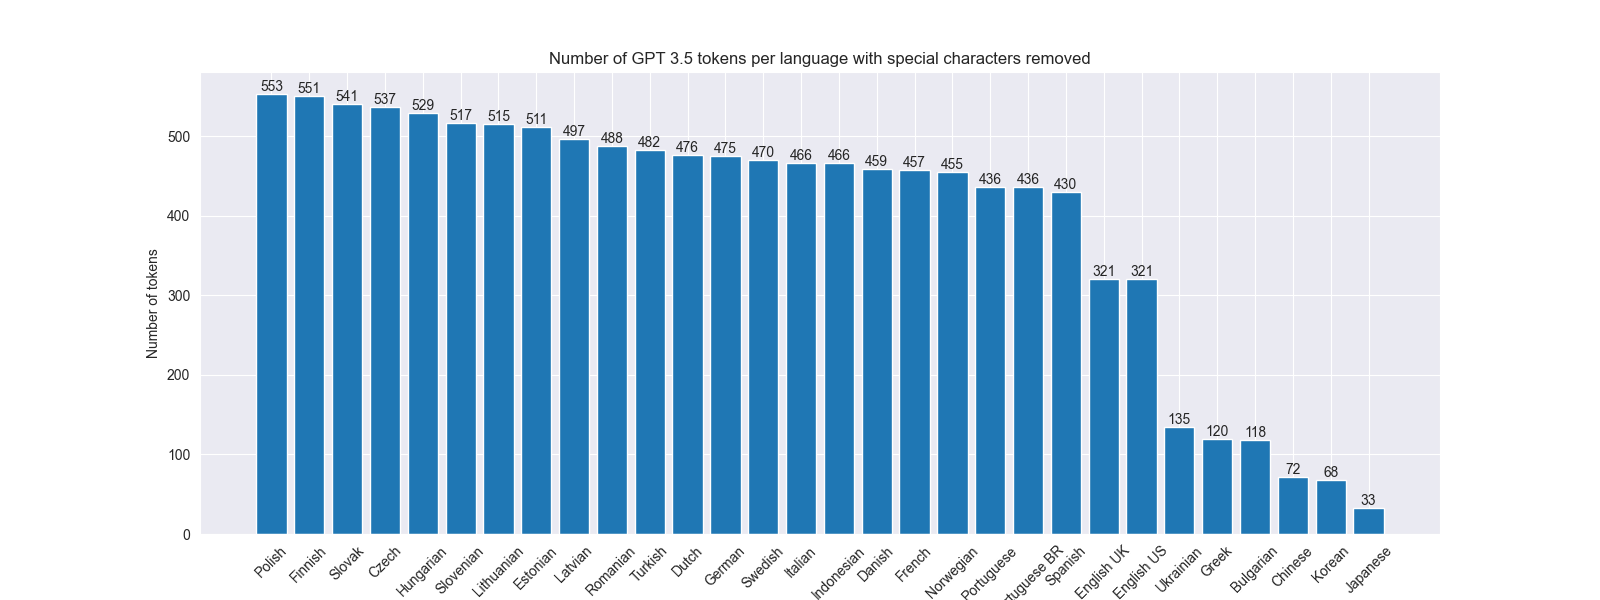 Number of GPT 3.5 tokens per language with special characters removed
Number of tokens
500
400
300
200
100
0
553
551
541
537
529
517
515
511
497
488
482
476
475
470
466
466
459
457
455
436
436
430
321
321
135
120
118
72
68
33
Polish
Finnish
Slovak
Czech
Hungarian
Slovenian
Lithuanian
Estonian
Latvian
Romanian
Turkish
Dutch
German
Swedish
Italian
Indonesian
Danish
French
Norwegian
Portuguese
rtuguese BR
Spanish
English UK
English US
Ukrainian
Greek
Bulgarian
Chinese
Korean
Japanese